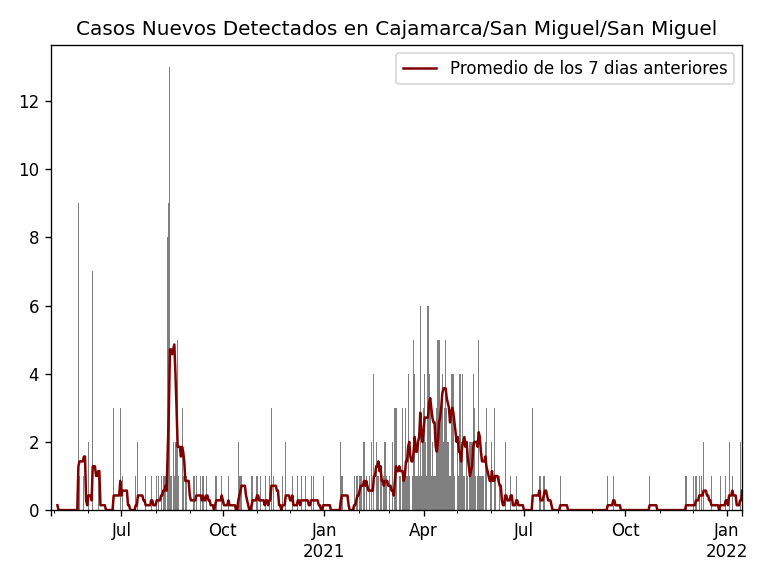 Casos Nuevos Detectados en Cajamarca/San Miguel/San Miguel
Promedio de los 7 dias anteriores
12
10
8
6
4
2
0
Jul Oct Jan Apr Jul Oct Jan
2021 2022